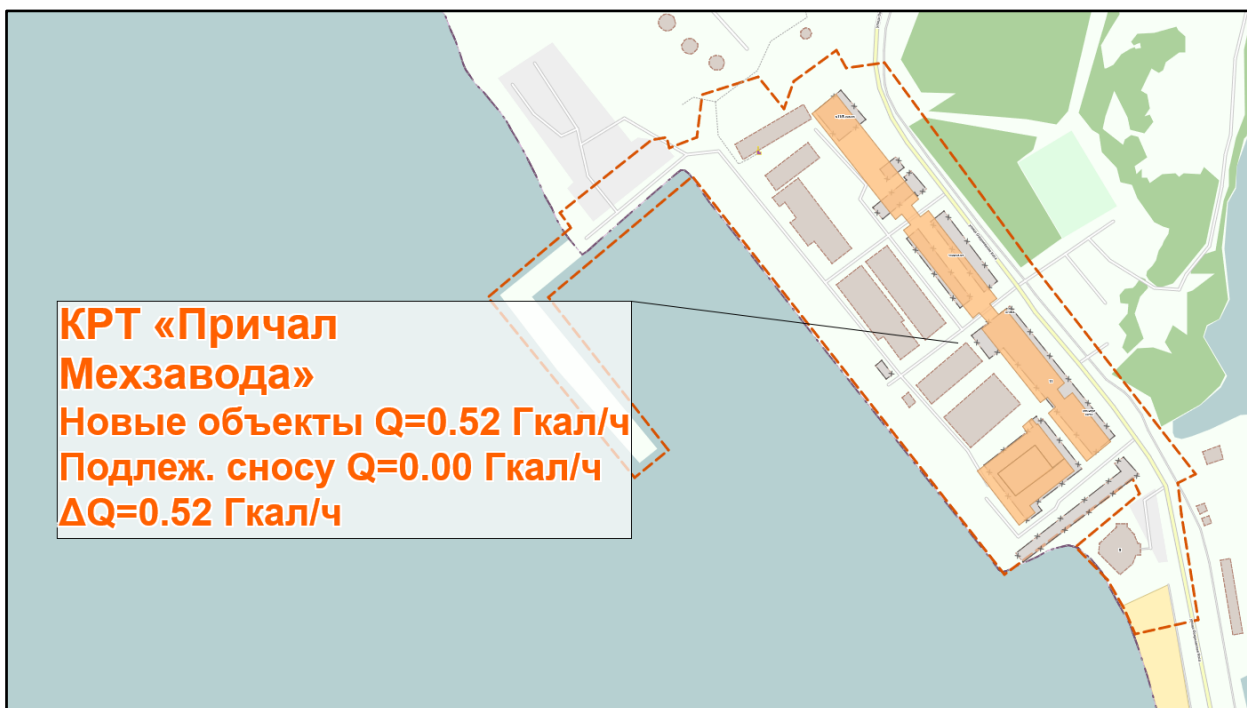 КРТ «Причал
Мехзавода»
Новые объекты Q=0.52 Гкал/ч
Подлеж. сносу Q=0.00 Гкал/ч
ΔQ=0.52 Гкал/ч